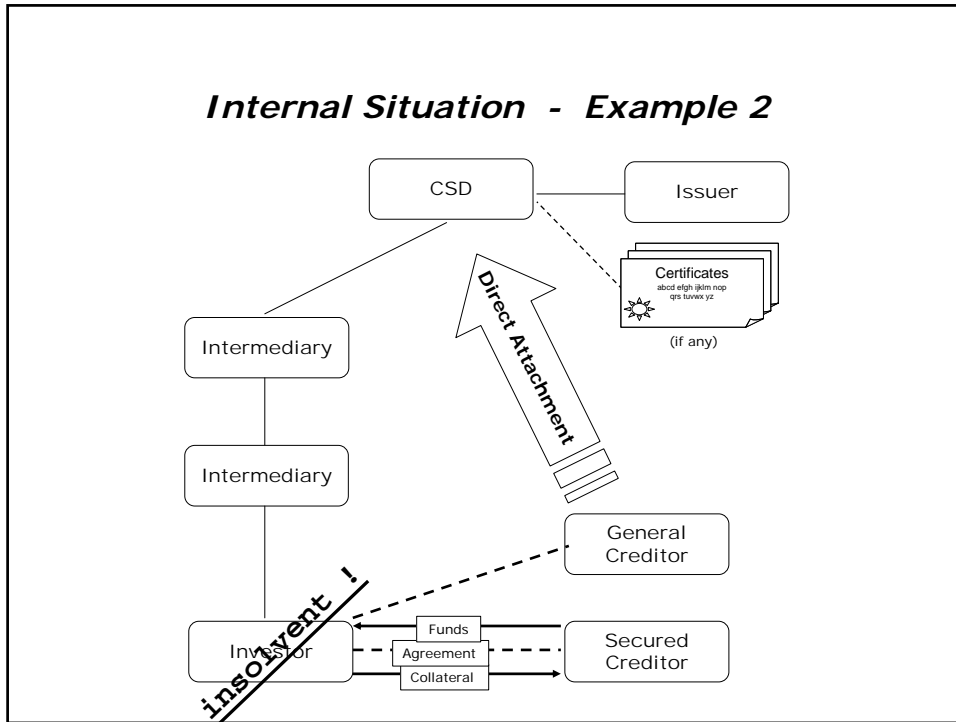 Internal Situation - Example 2
CSD
Issuer
Certificates
abcd efgh ijklm nop
qrs tuvwx yz
(if any)
Direct Attachment
Intermediary
Intermediary
General
Creditor
insolvent !
Investor
Funds
Agreement
Collateral
Secured
Creditor